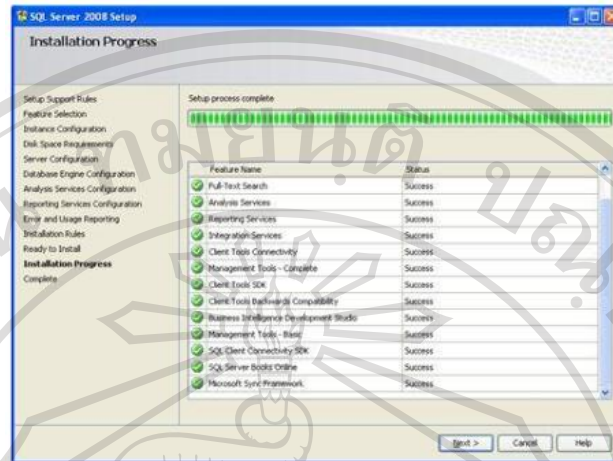 SQL Server 2008 Setup
Installation Progress
Setup Support Rules
Feature Selection
Instance Configuration
Disk Space Requirements
Server Configuration
Database Engine Configuration
Analysis Services Configuration
Reporting Services Configuration
Error and Usage Reporting
Installation Rules
Ready to Install
Installation Progress
Complete
Setup process complete
Feature Name Status
Full-Text Search Success
Analysis Services Success
Reporting Services Success
Integration Services Success
Client Tools Connectivity Success
Management Tools - Complete Success
Client Tools SDK Success
Client Tools Backwards Compatibility Success
Business Intelligence Development Studio Success
Management Tools - Basic Success
SQL Client Connectivity SDK Success
SQL Server Books Online Success
Microsoft Sync Framework Success
Next > Cancel Help